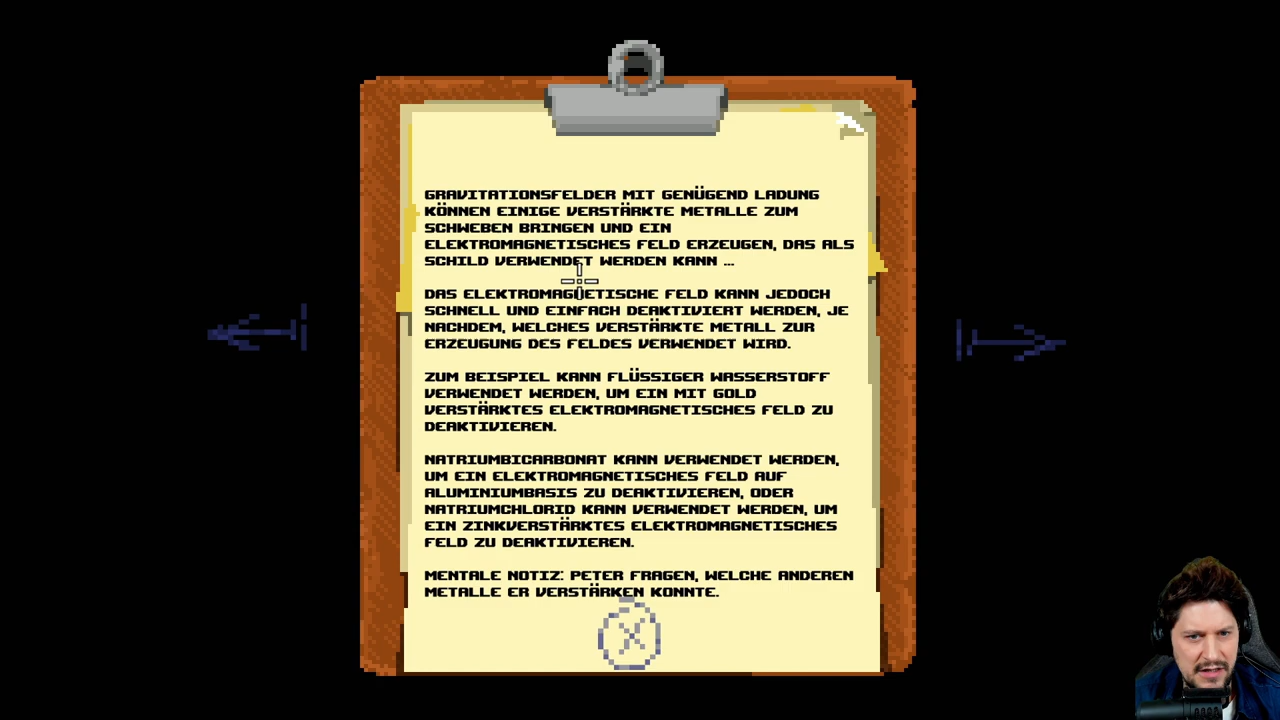 GRAVITATIONSFELDER MIT GENÜGEND LADUNG
KÖNNEN EINIGE VERSTÄRKTE METALLE ZUM
SCHWEBEN BRINGEN UND EIN
ELEKTROMAGNETISCHES FELD ERZEUGEN, DAS ALS
SCHILD VERWENDET WERDEN KANN ...
DAS ELEKTROMAGNETISCHE FELD KANN JEDOCH
SCHNELL UND EINFACH DEAKTIVIERT WERDEN, JE
NACHDEM, WELCHES VERSTÄRKTE METALL ZUR
ERZEUGUNG DES FELDES VERWENDET WIRD.
ZUM BEISPIEL KANN FLÜSSIGER WASSERSTOFF
VERWENDET WERDEN, UM EIN MIT GOLD
VERSTÄRKTES ELEKTROMAGNETISCHES FELD ZU
DEAKTIVIEREN.
NATRIUMBICARBONAT KANN VERWENDET WERDEN,
UM EIN ELEKTROMAGNETISCHES FELD AUF
ALUMINIUMBASIS ZU DEAKTIVIEREN, ODER
NATRIUMCHLORID KANN VERWENDET WERDEN, UM
EIN ZINKVERSTÄRKTES ELEKTROMAGNETISCHES
FELD ZU DEAKTIVIEREN.
MENTALE NOTIZ: PETER FRAGEN, WELCHE ANDEREN
METALLE ER VERSTÄRKEN KONNTE.